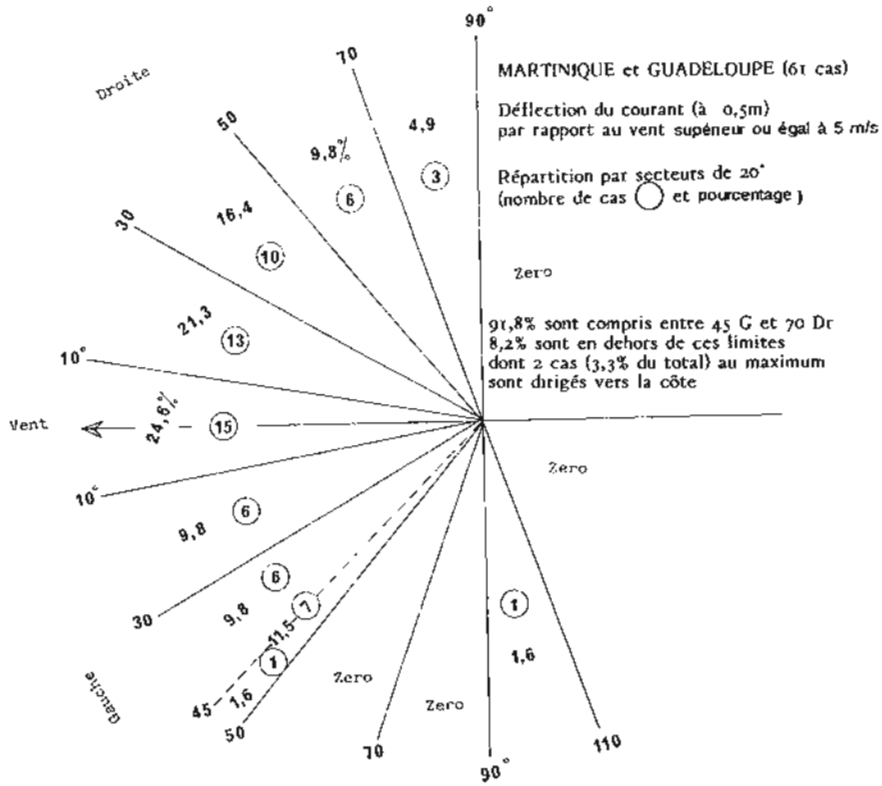 90°
70
Droite
MARTINIQUE et GUADELOUPE (61 cas)
Déflection du courant (à 0,5m)
par rapport au vent supérieur ou égal à 5 m/s
50
4,9
9,8%
3
Répartition par secteurs de 20°
(nombre de cas et pourcentage)
6
16,4
30
10
Zero
21,3
13
91,8% sont compris entre 45 G et 70 Dr
8,2% sont en dehors de ces limites
dont 2 cas (3,3% du total) au maximum
sont dirigés vers la côte
10°
Vent
24,6%
15
Zero
10°
9,8
6
6
9,8
7
11,5
30
1
1
1,6
1,6
Zero
Zero
Gauche
45
50
70
90°
110